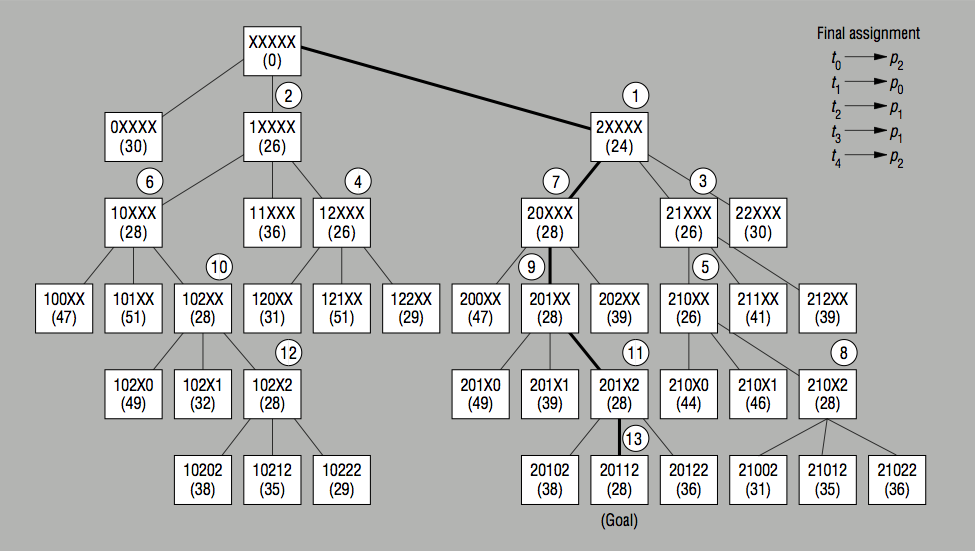 XXXXX
(0)
Final assignment
t0 → p2
t1 → p0
t2 → p1
t3 → p1
t4 → p2
2 1
0XXXX 1XXXX 2XXXX
(30) (26) (24)
6 4 7 3
10XXX 11XXX 12XXX 20XXX 21XXX 22XXX
(28) (36) (26) (28) (26) (30)
10 9 5
100XX 101XX 102XX 120XX 121XX 122XX 200XX 201XX 202XX 210XX 211XX 212XX
(47) (51) (28) (31) (51) (29) (47) (28) (39) (26) (41) (39)
12 11 8
102X0 102X1 102X2 201X0 201X1 201X2 210X0 210X1 210X2
(49) (32) (28) (49) (39) (28) (44) (46) (28)
13
10202 10212 10222 20102 20112 20122 21002 21012 21022
(38) (35) (29) (38) (28) (36) (31) (35) (36)
(Goal)